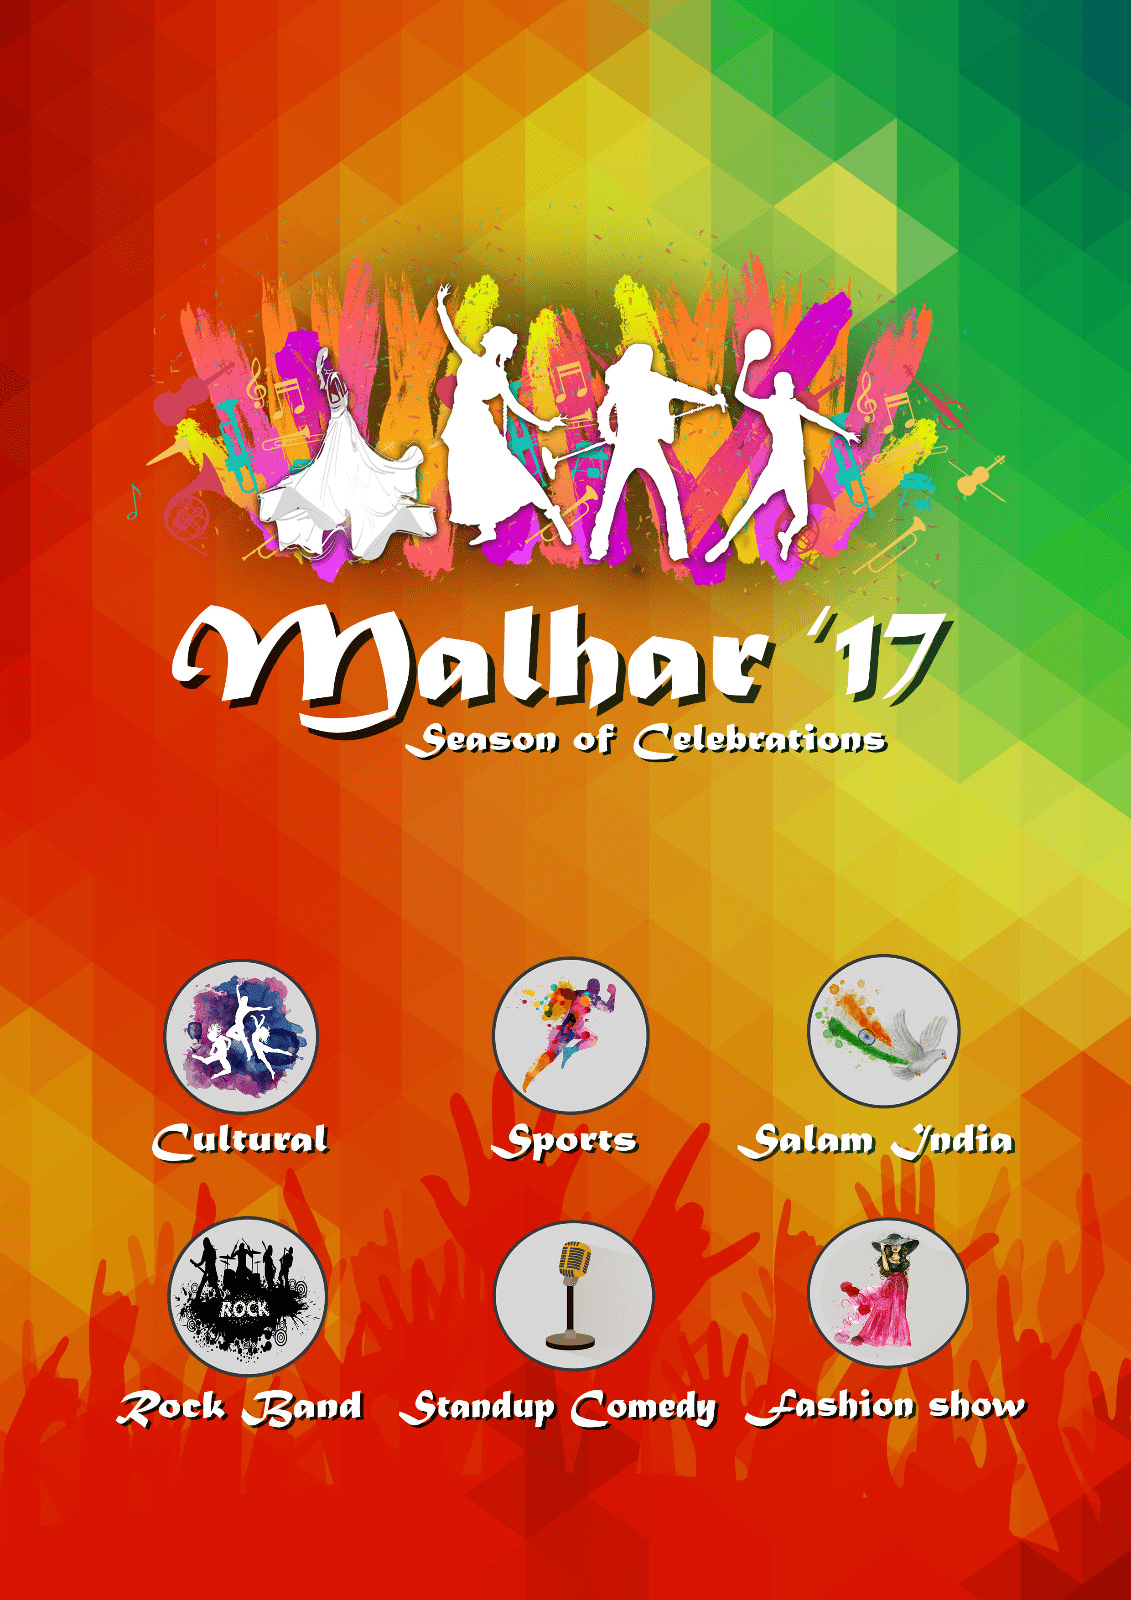 Malhar '17
Season of Celebrations
Cultural
Sports
Salam India
ROCK
Rock Band
Standup Comedy
Fashion show